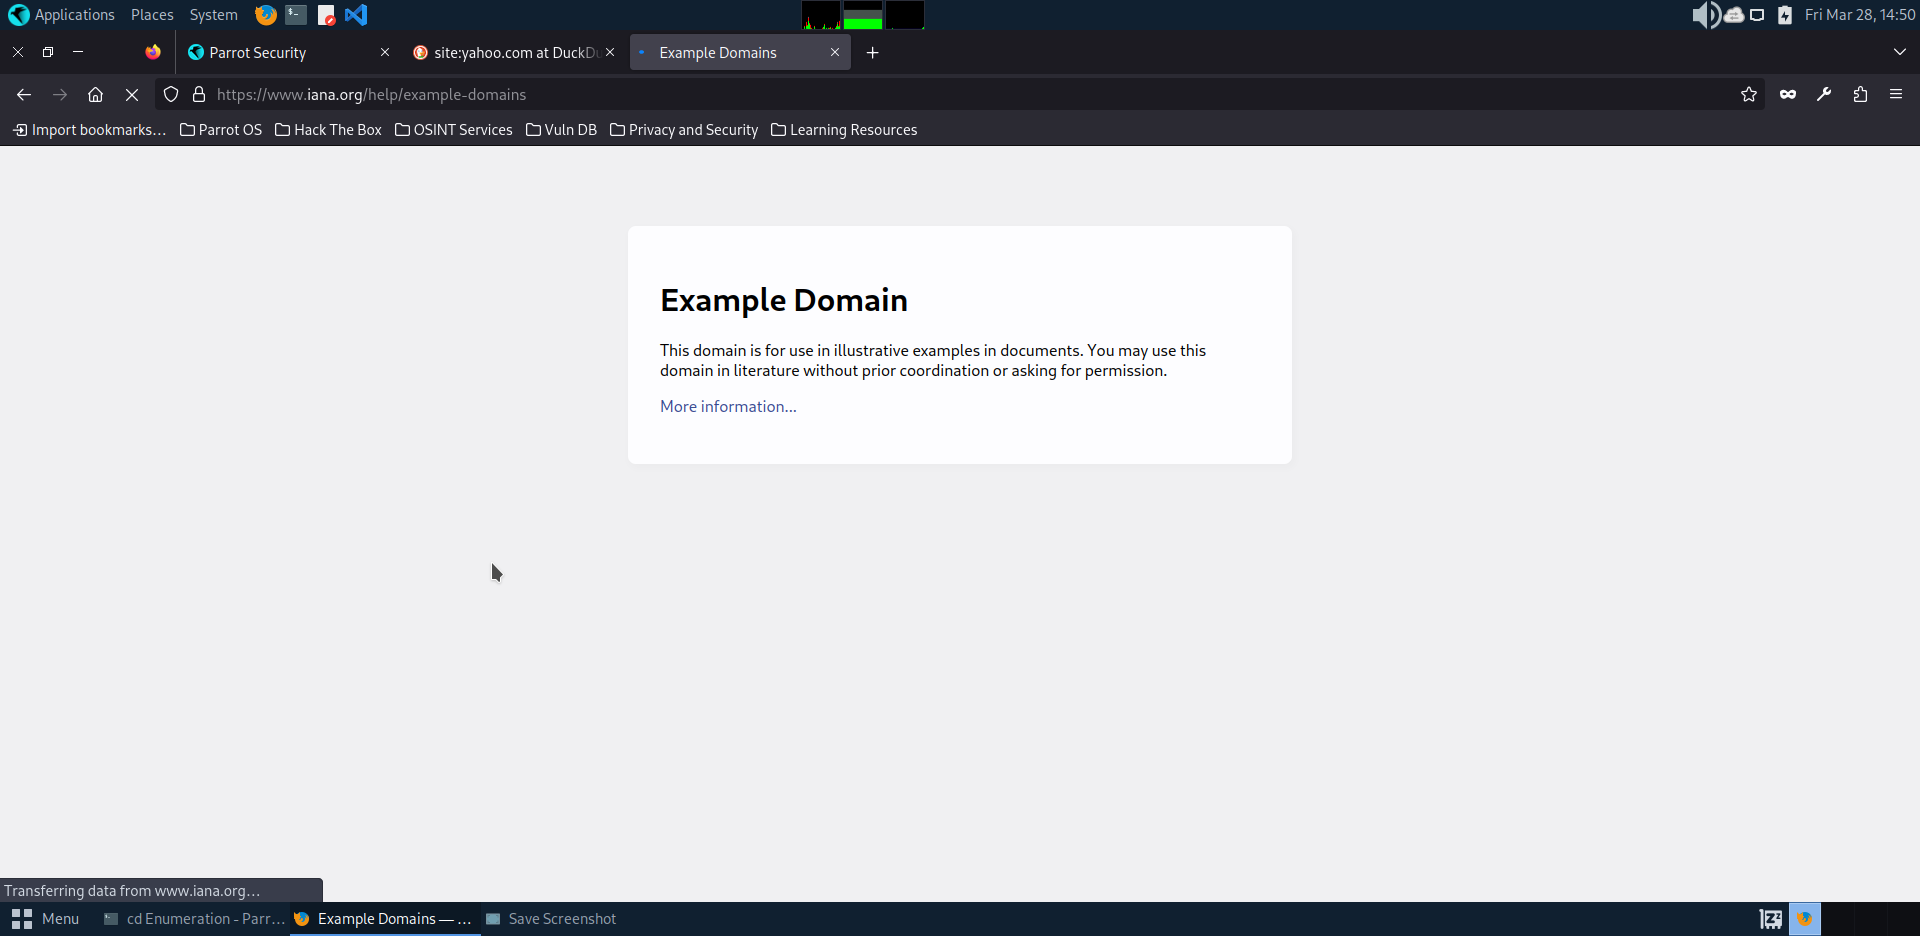 Applications Places System Fri Mar 28, 14:50
Parrot Security site:yahoo.com at DuckDu Example Domains
https://www.iana.org/help/example-domains
Import bookmarks... Parrot OS Hack The Box OSINT Services Vuln DB Privacy and Security Learning Resources
Example Domain
This domain is for use in illustrative examples in documents. You may use this
domain in literature without prior coordination or asking for permission.
More information...
Transferring data from www.iana.org...
Menu cd Enumeration - Parr... Example Domains — ... Save Screenshot